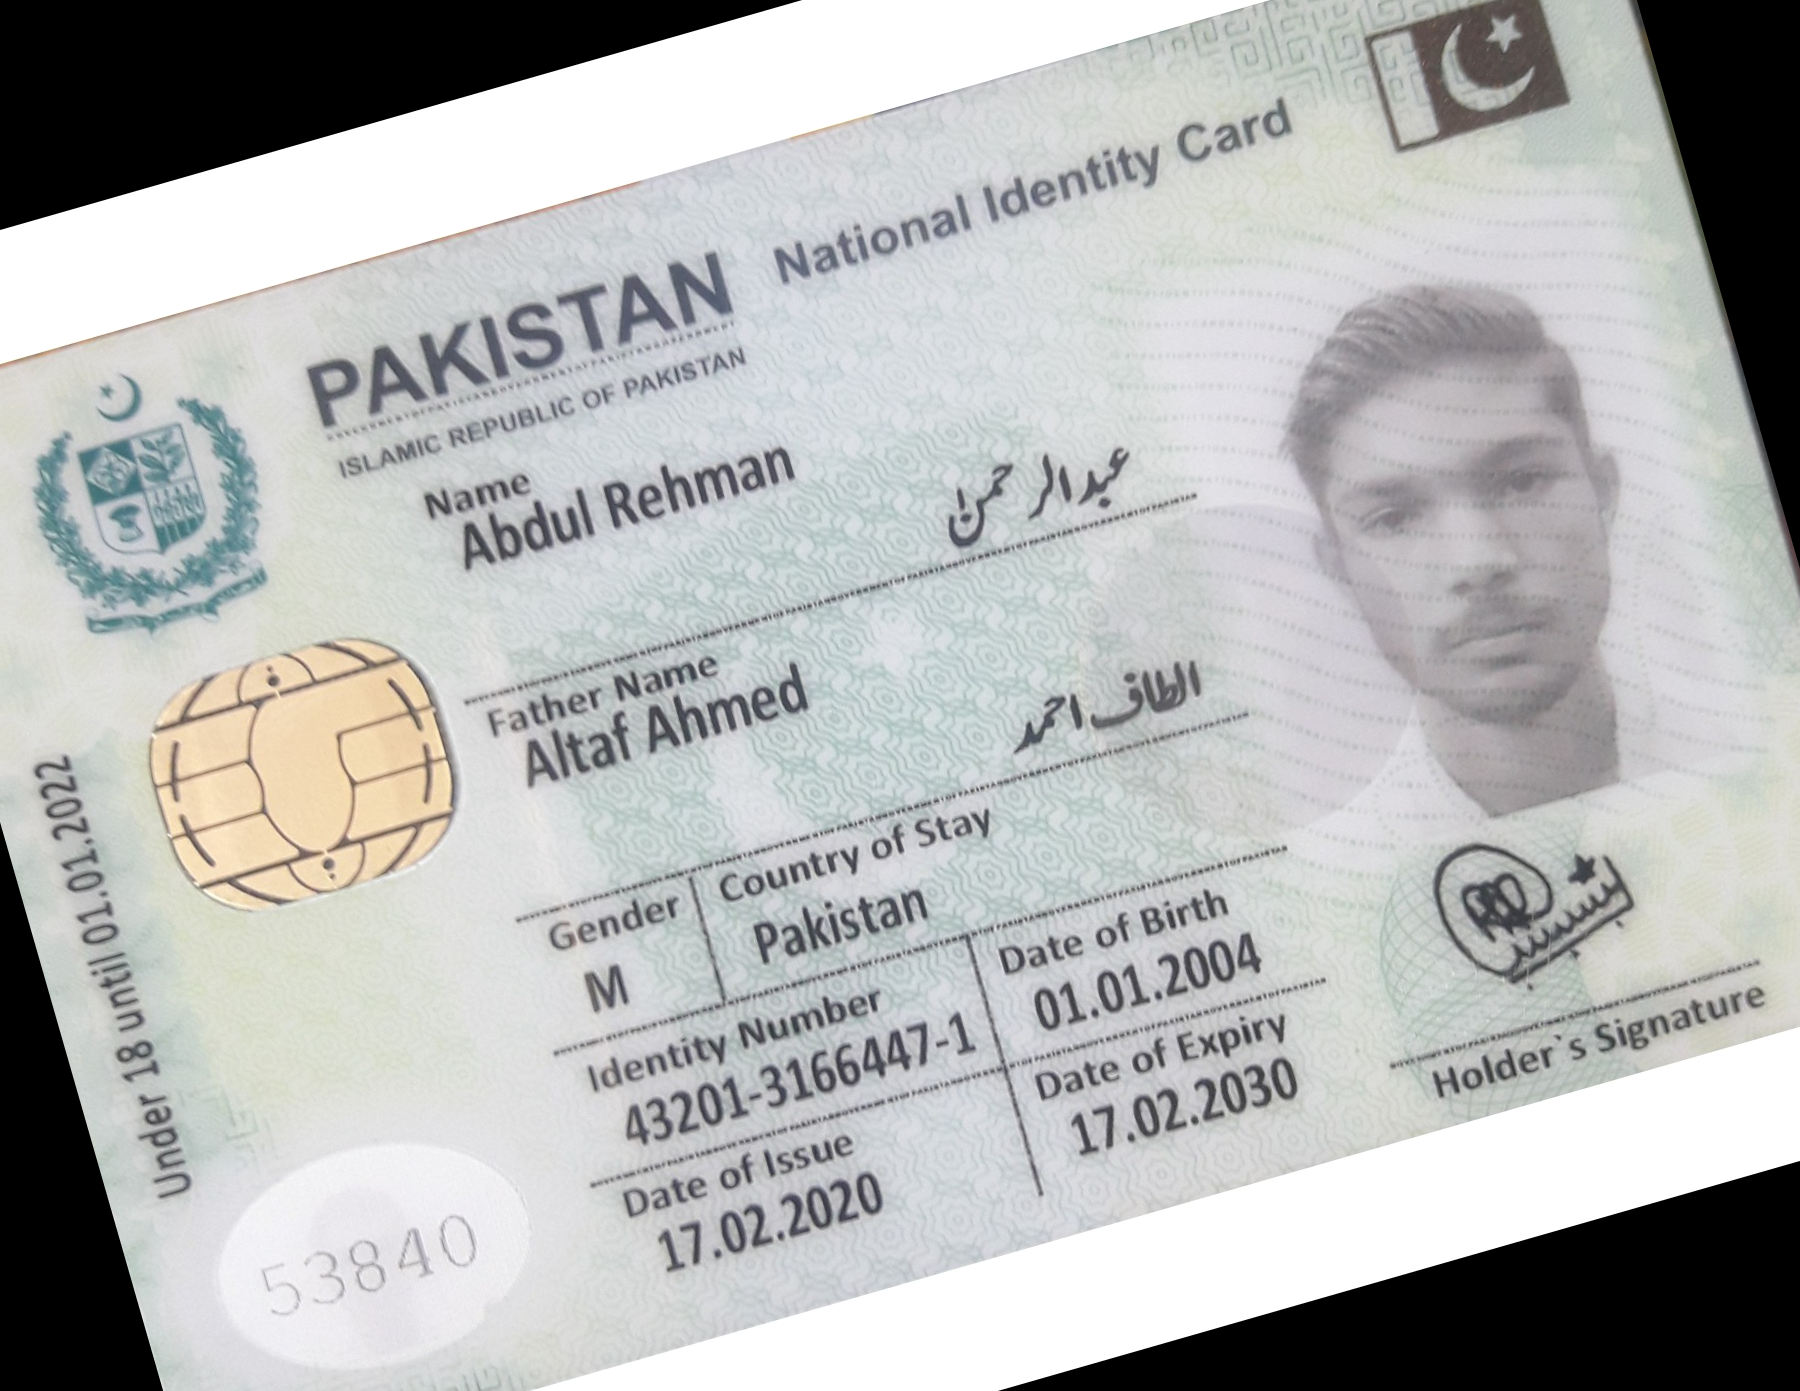 PAKISTAN National Identity Card
ISLAMIC REPUBLIC OF PAKISTAN
Name
Abdul Rehman
عبدالرحمن
Father Name
Altaf Ahmed
الطاف احمد
Gender
M
Country of Stay
Pakistan
Identity Number
43201-3166447-1
Date of Birth
01.01.2004
Date of Issue
17.02.2020
Date of Expiry
17.02.2030
Holder`s Signature
Under 18 until 01.01.2022
53840